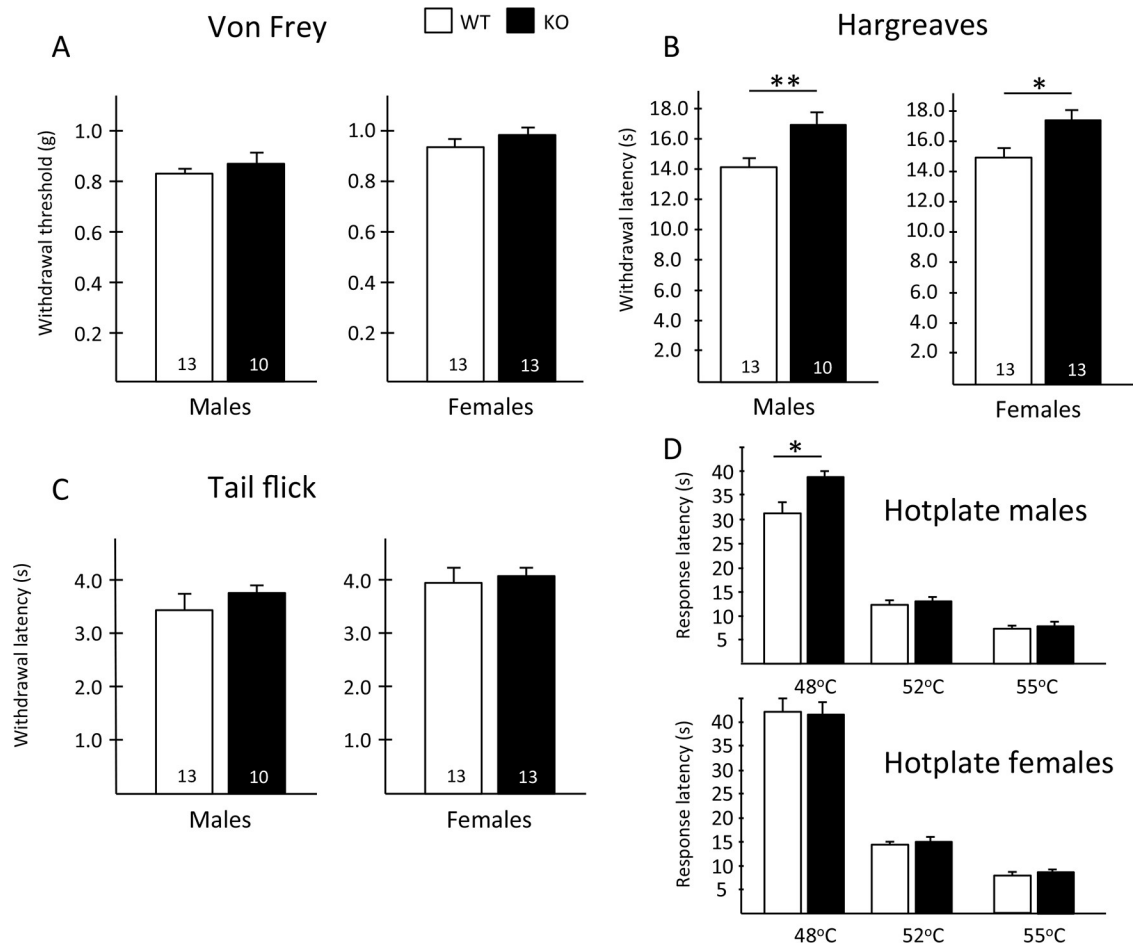 A
Von Frey
WT
KO
Withdrawal threshold (g)
1.0
0.8
0.6
0.4
0.2
13
10
Males
1.0
0.8
0.6
0.4
0.2
13
13
Females
B
Hargreaves
Withdrawal latency (s)
18.0
16.0
14.0
12.0
10.0
8.0
6.0
4.0
2.0
**
13
10
Males
18.0
16.0
14.0
12.0
10.0
8.0
6.0
4.0
2.0
*
13
13
Females
C
Tail flick
Withdrawal latency (s)
4.0
3.0
2.0
1.0
13
10
Males
4.0
3.0
2.0
1.0
13
13
Females
D
Hotplate males
Response latency (s)
40
35
30
25
20
15
10
5
*
48°C
52°C
55°C
Hotplate females
Response latency (s)
40
35
30
25
20
15
10
5
48°C
52°C
55°C